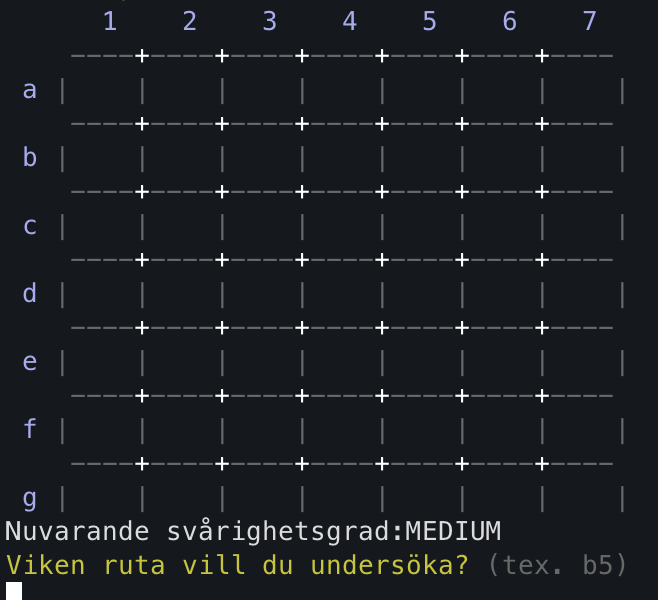 1 2 3 4 5 6 7
----+----+----+----+----+----+----
a | | | | | | | |
----+----+----+----+----+----+----
b | | | | | | | |
----+----+----+----+----+----+----
c | | | | | | | |
----+----+----+----+----+----+----
d | | | | | | | |
----+----+----+----+----+----+----
e | | | | | | | |
----+----+----+----+----+----+----
f | | | | | | | |
----+----+----+----+----+----+----
g | | | | | | | |
Nuvarande svårighetsgrad:MEDIUM
Viken ruta vill du undersöka? (tex. b5)